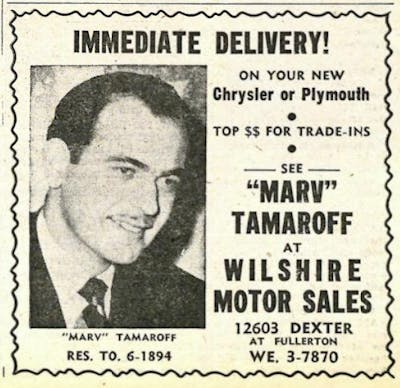 IMMEDIATE DELIVERY!
ON YOUR NEW
Chrysler or Plymouth
TOP $$ FOR TRADE-INS
SEE
"MARV"
TAMAROFF
AT
WILSHIRE
MOTOR SALES
12603 DEXTER
AT FULLERTON
WE. 3-7870
"MARV" TAMAROFF
RES. TO. 6-1894